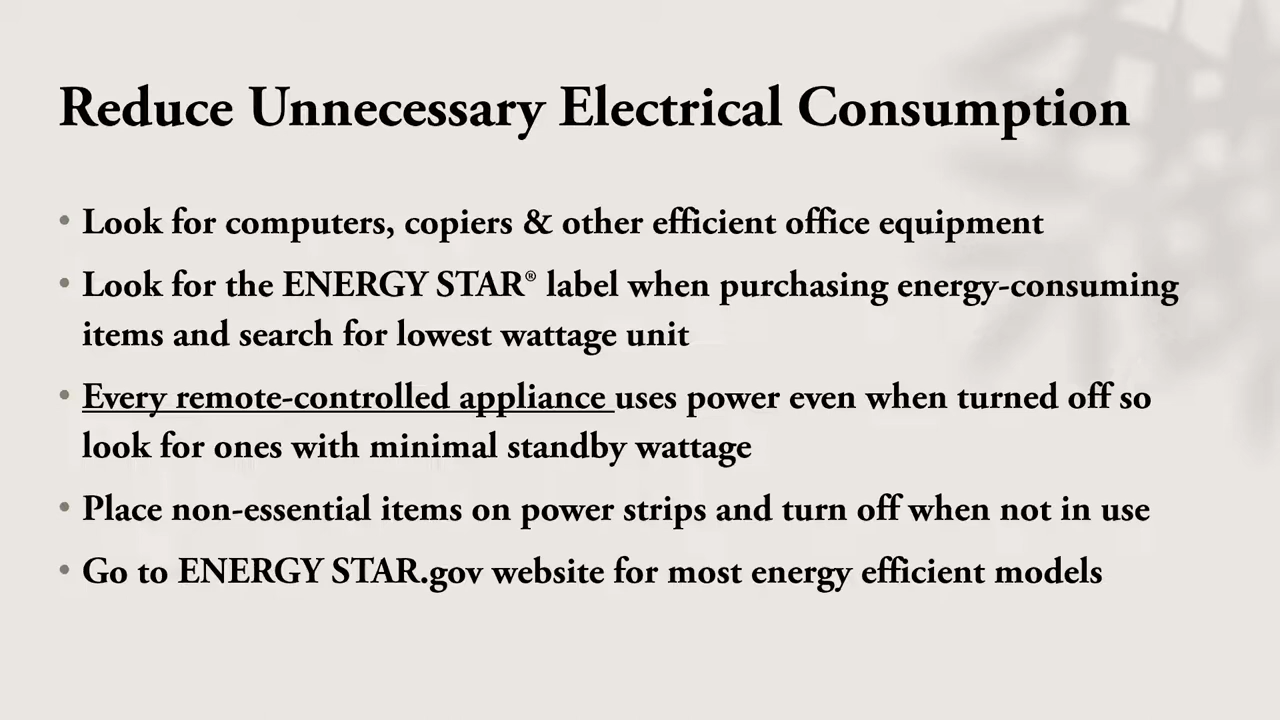 Reduce Unnecessary Electrical Consumption
• Look for computers, copiers & other efficient office equipment
• Look for the ENERGY STAR® label when purchasing energy-consuming
items and search for lowest wattage unit
• Every remote-controlled appliance uses power even when turned off so
look for ones with minimal standby wattage
• Place non-essential items on power strips and turn off when not in use
• Go to ENERGY STAR.gov website for most energy efficient models